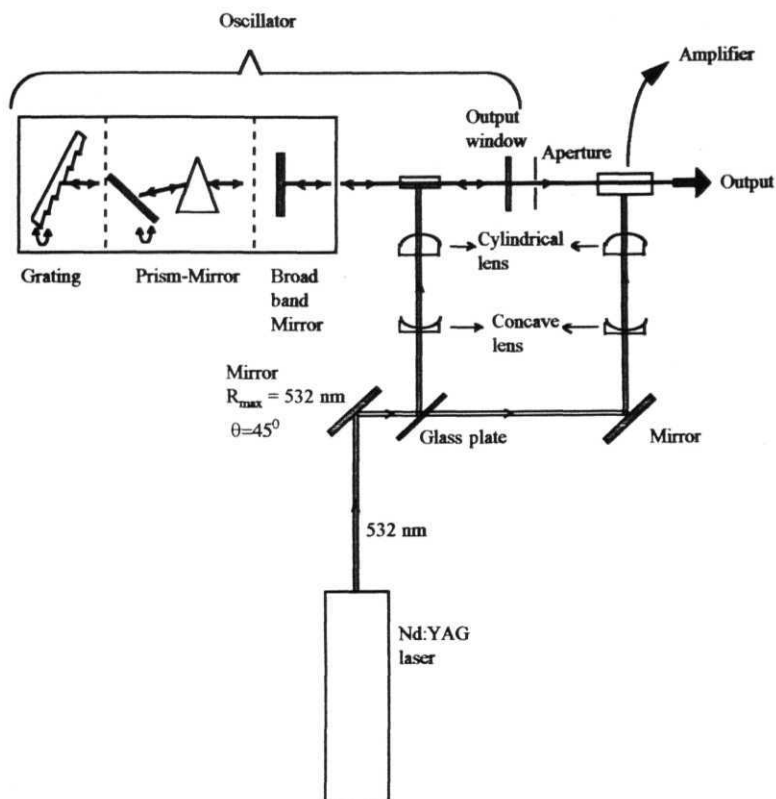 Oscillator
Amplifier
Output
window
Aperture
Output
Grating
Prism-Mirror
Broad
band
Mirror
Cylindrical
lens
Concave
lens
Mirror
Rmax = 532 nm
θ=45⁰
Glass plate
Mirror
532 nm
Nd:YAG
laser